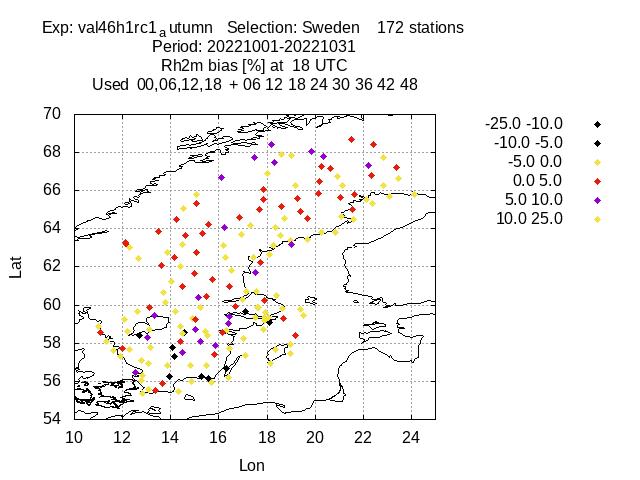 Exp: val46h1rc1autumn Selection: Sweden 172 stations
Period: 20221001-20221031
Rh2m bias [%] at 18 UTC
Used 00,06,12,18 + 06 12 18 24 30 36 42 48
-25.0 -10.0
-10.0 -5.0
-5.0 0.0
0.0 5.0
5.0 10.0
10.0 25.0
70
68
66
64
62
60
58
56
54
Lat
10 12 14 16 18 20 22 24
Lon